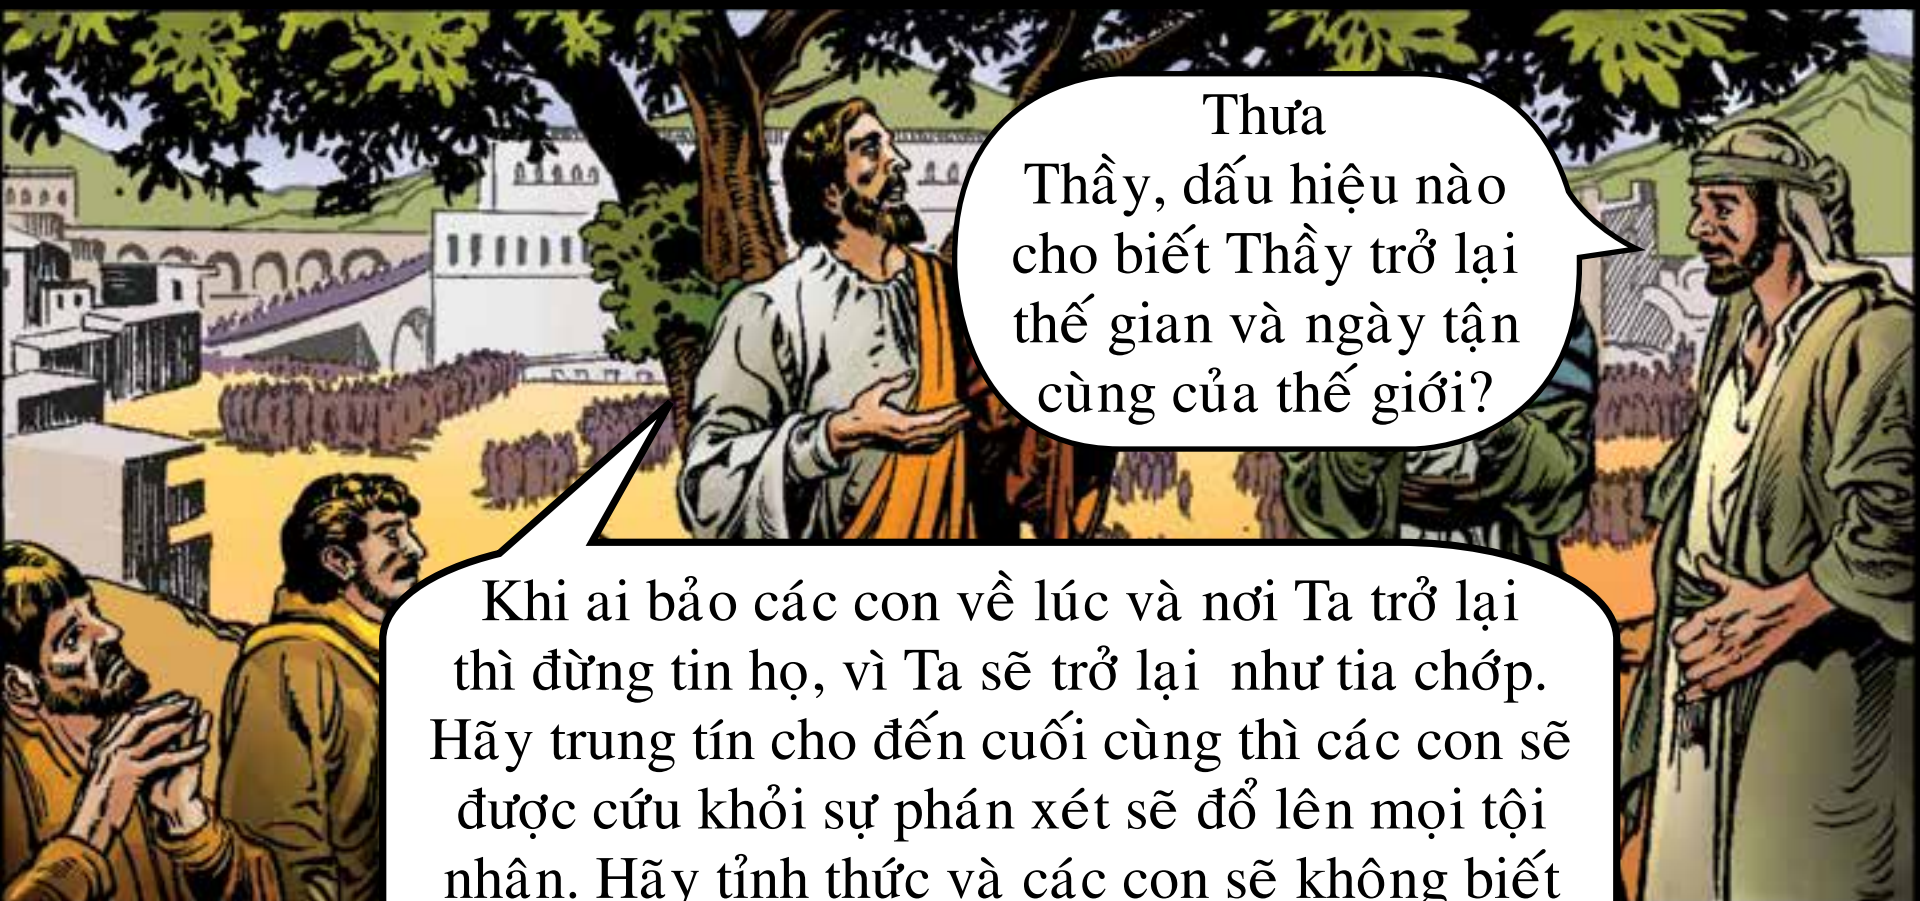 Thưa
Thầy, dấu hiệu nào
cho biết Thầy trở lại
thế gian và ngày tận
cùng của thế giới?
Khi ai bảo các con về lúc và nơi Ta trở lại
thì đừng tin họ, vì Ta sẽ trở lại như tia chớp.
Hãy trung tín cho đến cuối cùng thì các con sẽ
được cứu khỏi sự phán xét sẽ đổ lên mọi tội
nhân. Hãy tỉnh thức và các con sẽ không biết